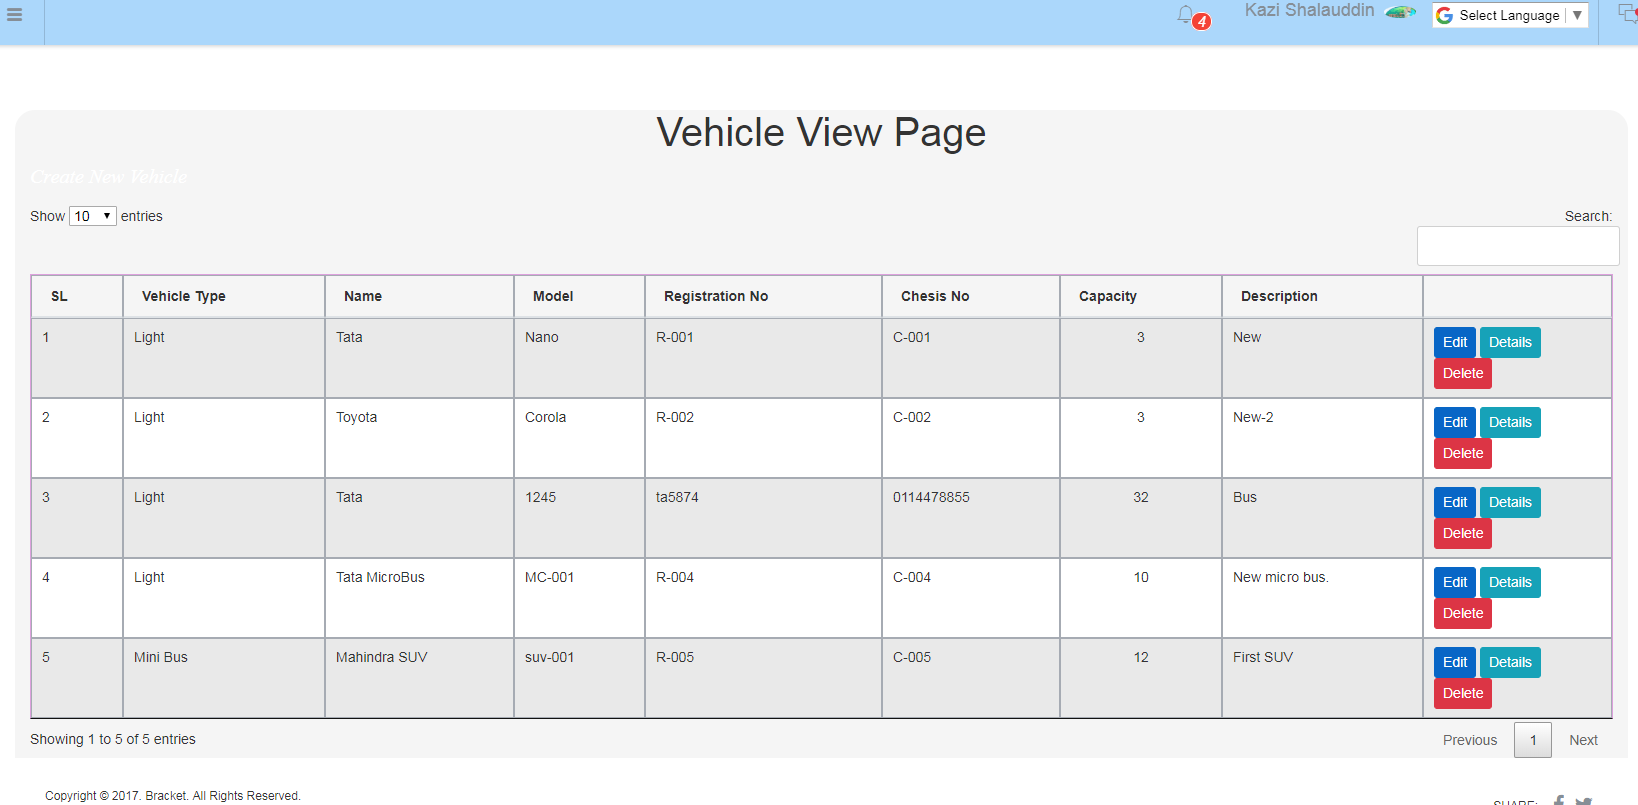 4 Kazi Shalauddin Select Language ▼
Vehicle View Page
Create New Vehicle
Show 10 entries
Search:
SL Vehicle Type Name Model Registration No Chesis No Capacity Description
1 Light Tata Nano R-001 C-001 3 New Edit Details
Delete
2 Light Toyota Corola R-002 C-002 3 New-2 Edit Details
Delete
3 Light Tata 1245 ta5874 0114478855 32 Bus Edit Details
Delete
4 Light Tata MicroBus MC-001 R-004 C-004 10 New micro bus. Edit Details
Delete
5 Mini Bus Mahindra SUV suv-001 R-005 C-005 12 First SUV Edit Details
Delete
Showing 1 to 5 of 5 entries
Previous 1 Next
Copyright © 2017. Bracket. All Rights Reserved.
SHARE: